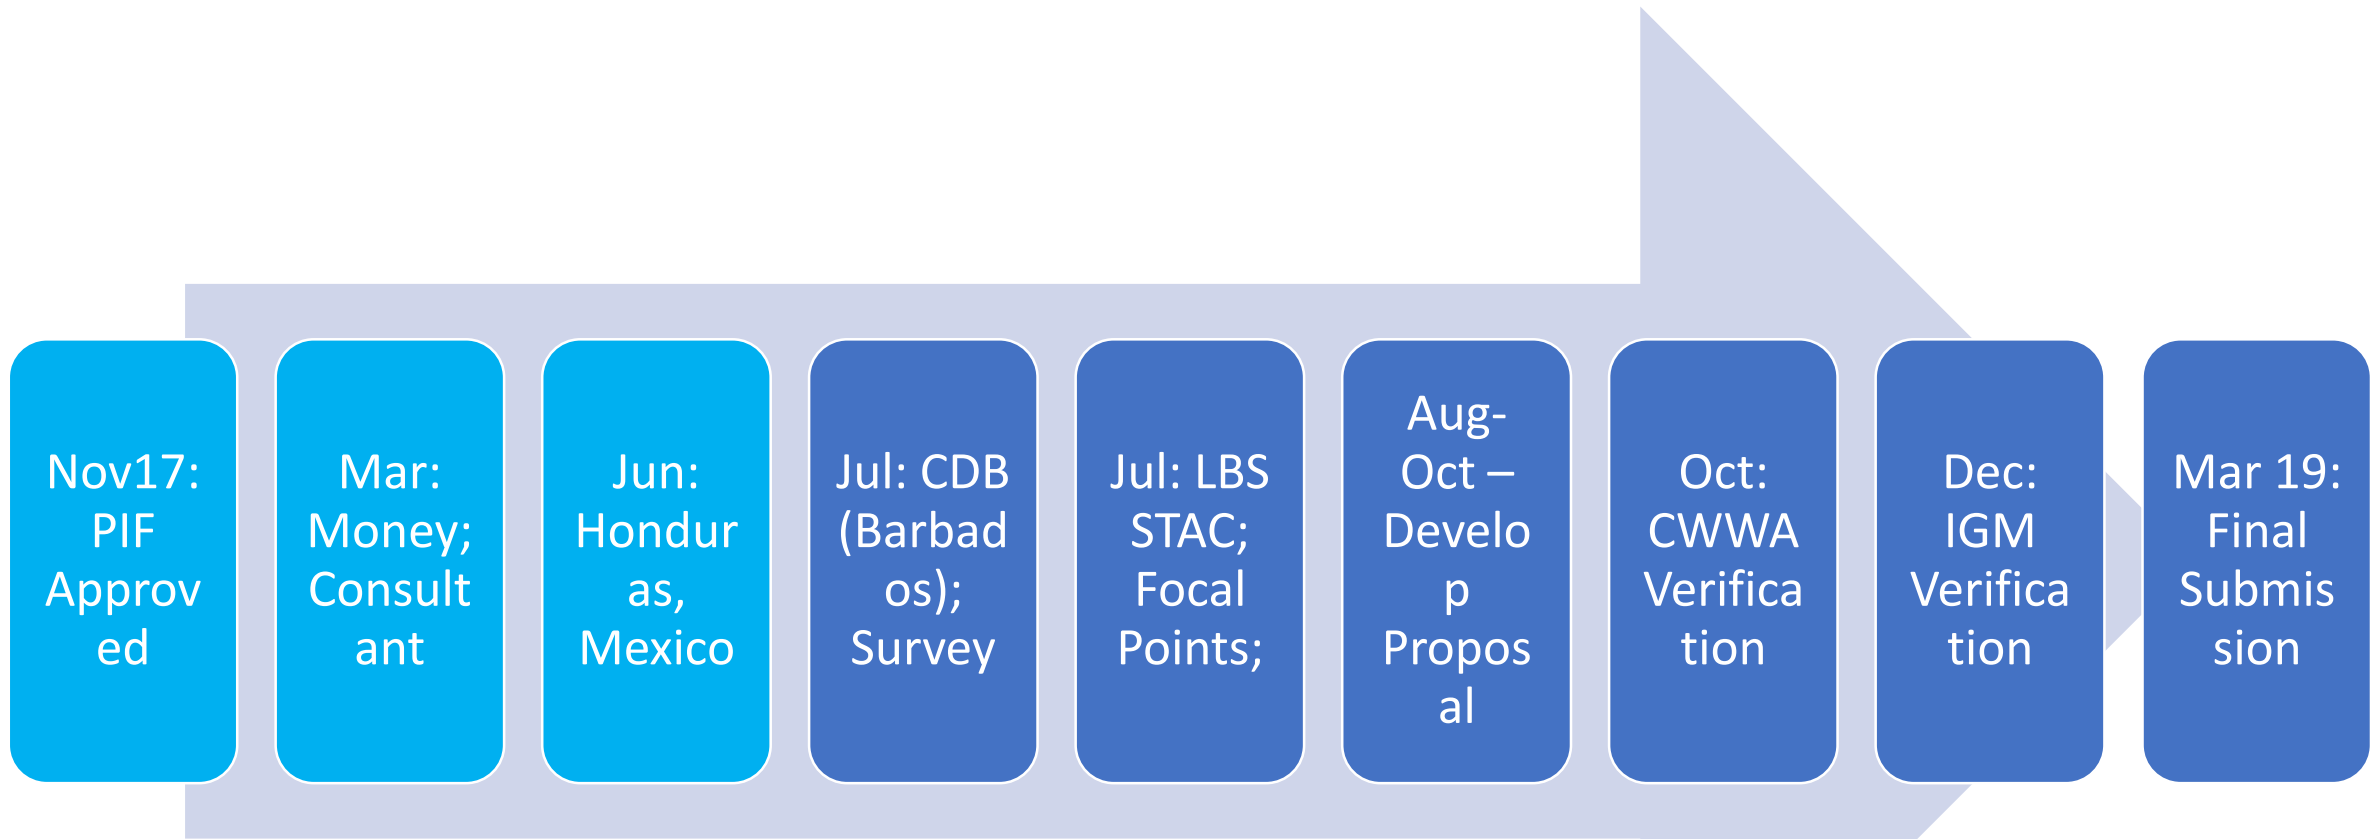 Nov17:
PIF
Approv
ed
Mar:
Money;
Consult
ant
Jun:
Hondur
as,
Mexico
Jul: CDB
(Barbad
os);
Survey
Jul: LBS
STAC;
Focal
Points;
Aug-
Oct –
Develo
p
Propos
al
Oct:
CWWA
Verifica
tion
Dec:
IGM
Verifica
tion
Mar 19:
Final
Submis
sion